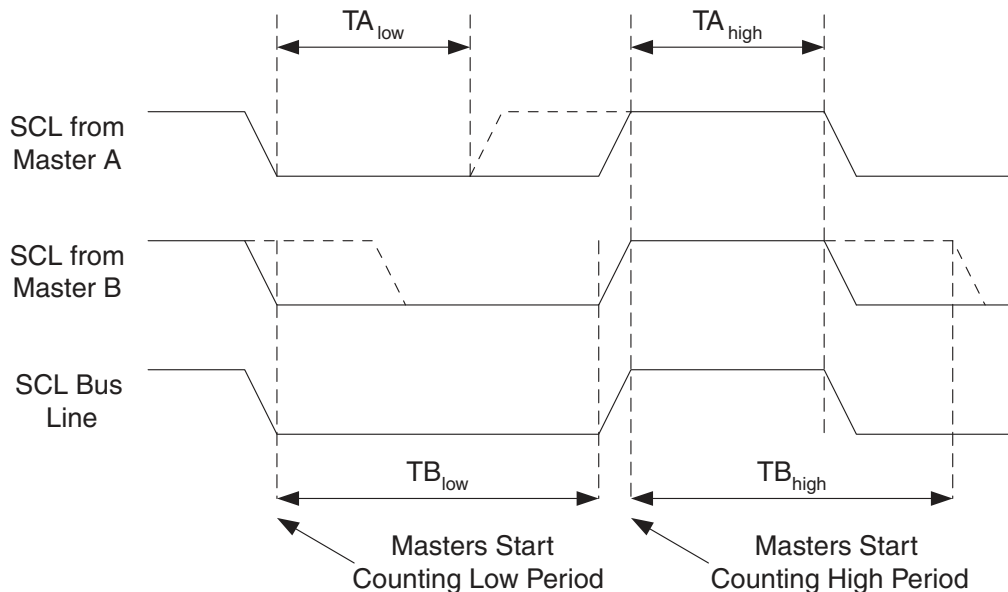 TA low
TA high
SCL from
Master A
SCL from
Master B
SCL Bus
Line
TB low
TB high
Masters Start
Counting Low Period
Masters Start
Counting High Period